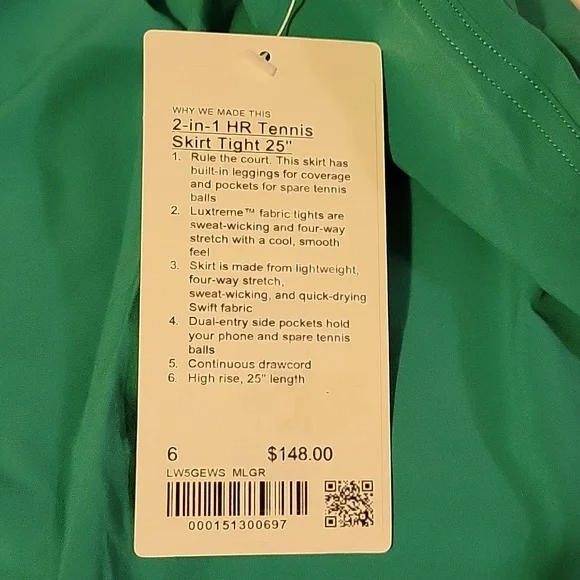 WHY WE MADE THIS
2-in-1 HR Tennis
Skirt Tight 25"
1. Rule the court. This skirt has
built-in leggings for coverage
and pockets for spare tennis
balls
2. Luxtreme™ fabric tights are
sweat-wicking and four-way
stretch with a cool, smooth
feel
3. Skirt is made from lightweight,
four-way stretch,
sweat-wicking, and quick-drying
Swift fabric
4. Dual-entry side pockets hold
your phone and spare tennis
balls
5. Continuous drawcord
6. High rise, 25" length
6 $148.00
LW5GEWS MLGR
000151300697